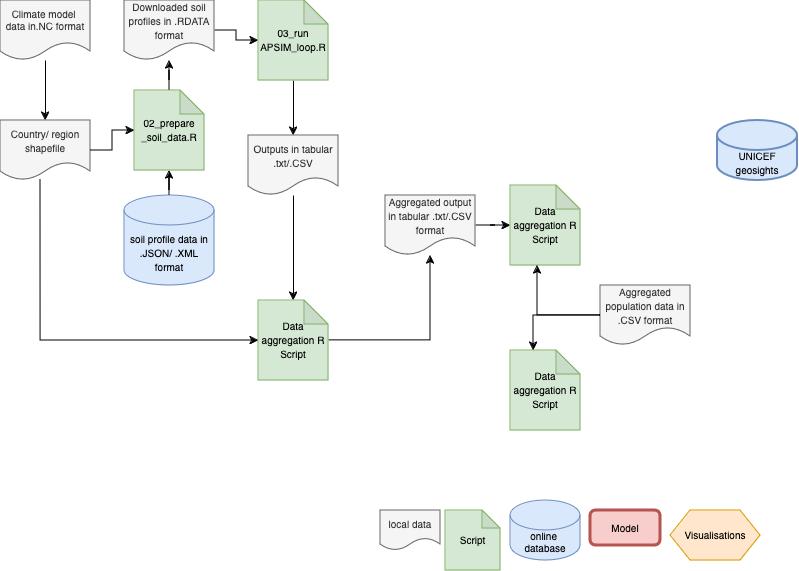 Climate model
data in.NC format
Downloaded soil
profiles in .RDATA
format
03_run
APSIM_loop.R
Country/ region
shapefile
02_prepare
_soil_data.R
Outputs in tabular
.txt/.CSV
UNICEF
geosights
soil profile data in
.JSON/ .XML
format
Aggregated output
in tabular .txt/.CSV
format
Data
aggregation R
Script
Aggregated
population data in
.CSV format
Data
aggregation R
Script
Data
aggregation R
Script
local data
Script
online
database
Model
Visualisations